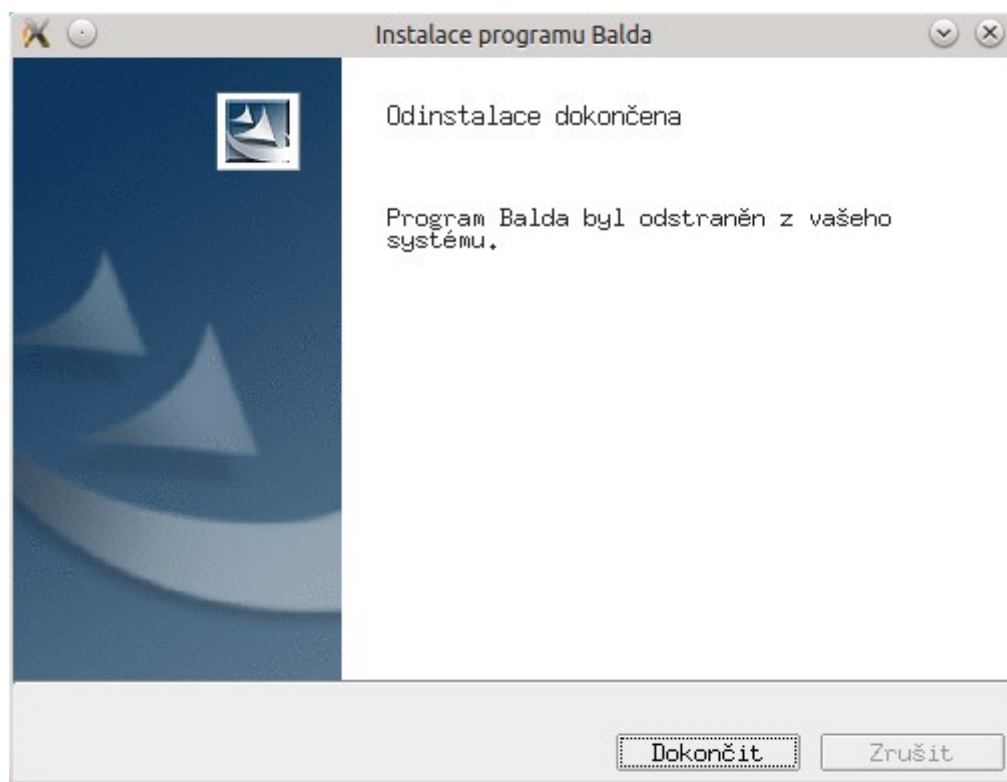 Instalace programu Balda
Odinstalace dokončena
Program Balda byl odstraněn z vašeho
systému.
Dokončit
Zrušit